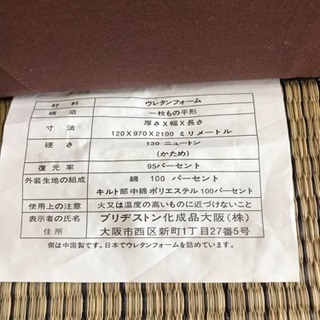 材料 ウレタンフォーム
構造 一枚もの平形
寸法 厚さ×幅×長さ
120×970×2100 ミリメートル
硬さ 130 ニュートン
(かため)
復元率 95パーセント
外装生地の組成 綿 100 パーセント
キルト部中綿ポリエステル100パーセント
使用上の注意 火又は温度の高いものに近づけないこと
表示者の氏名 ブリヂストン化成品大阪(株)
住所 大阪市西区新町1丁目27番5号
側は中国製です。日本でウレタンフォームを詰めています。